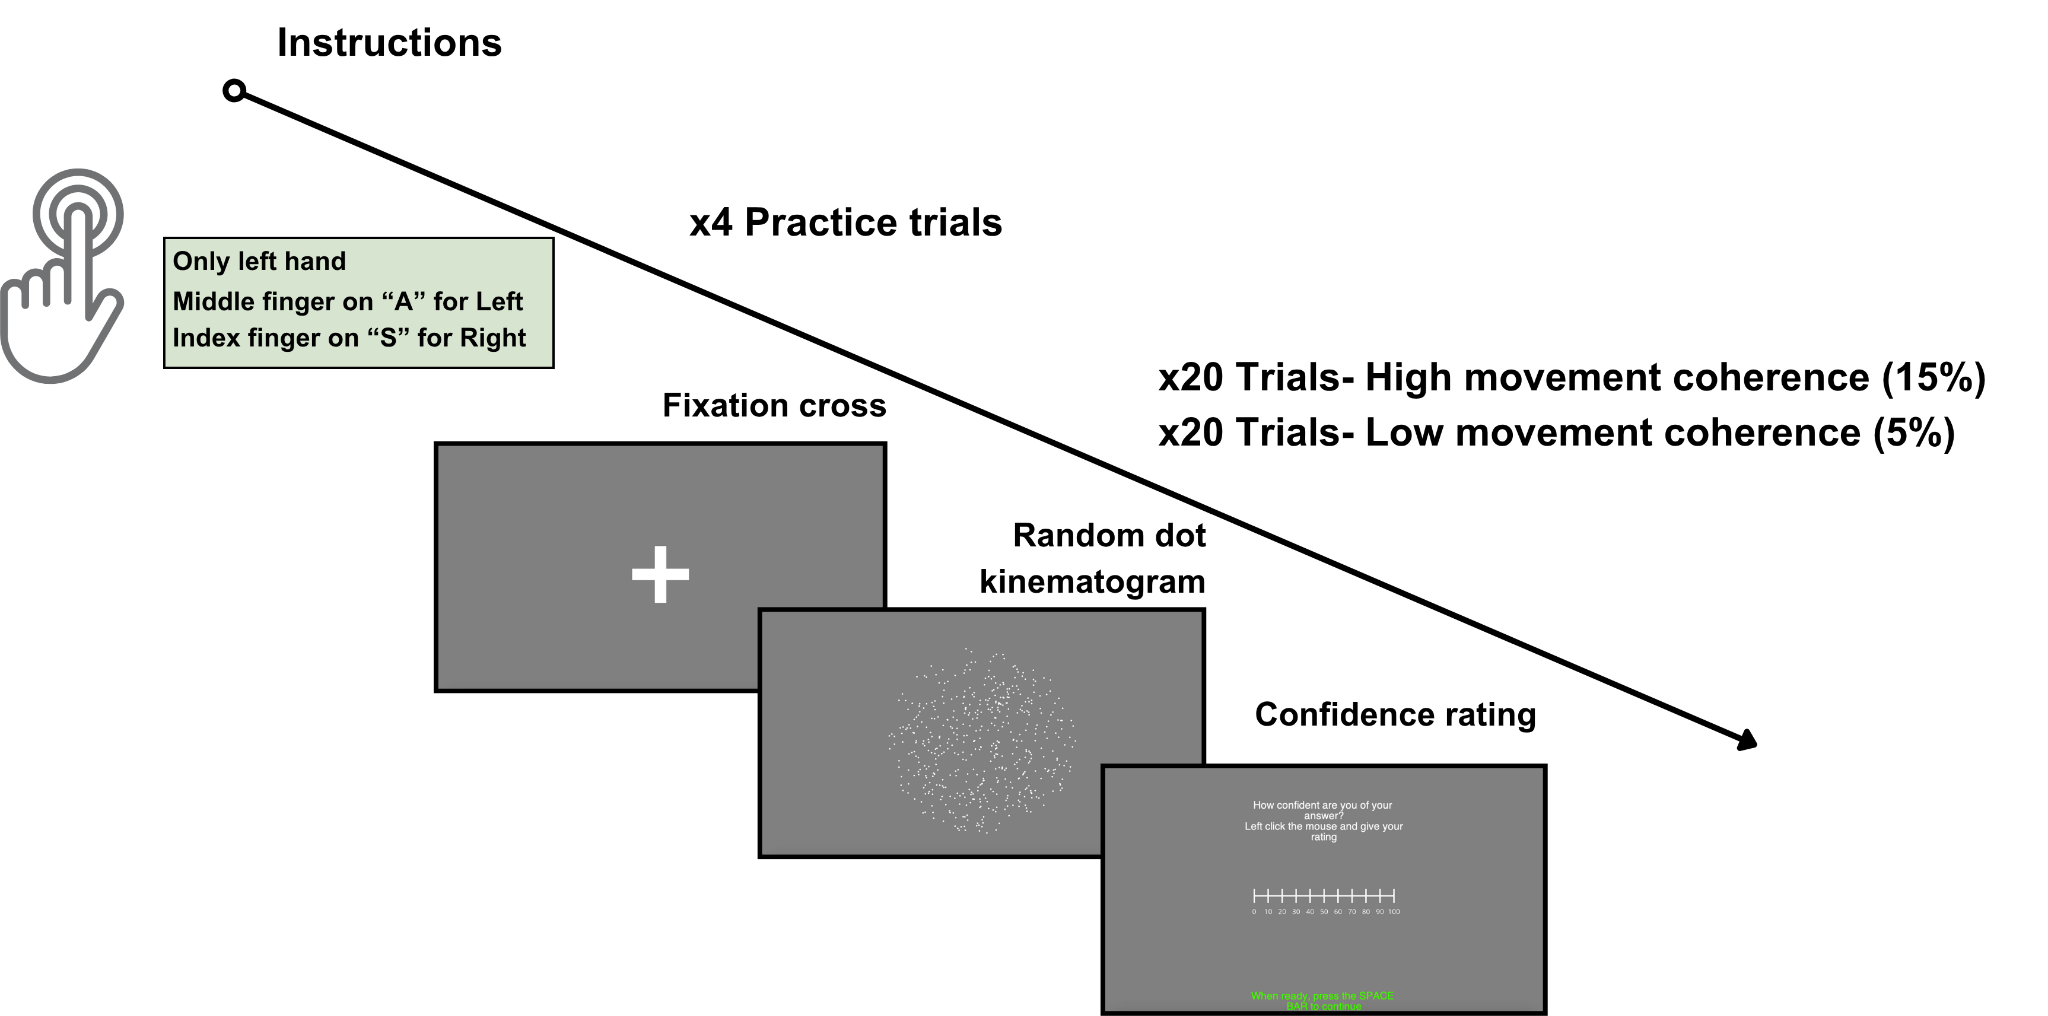 Instructions
x4 Practice trials
Only left hand
Middle finger on “A” for Left
Index finger on “S” for Right
x20 Trials- High movement coherence (15%)
x20 Trials- Low movement coherence (5%)
Fixation cross
Random dot
kinematogram
Confidence rating
How confident are you of your
answer?
Left click the mouse and give your
rating
0 10 20 30 40 50 60 70 80 90 100
When ready, press the SPACE
BAR to continue